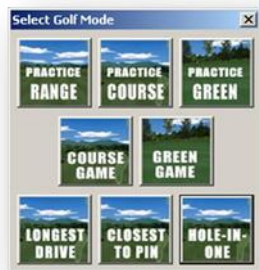 Select Golf Mode
PRACTICE RANGE
PRACTICE COURSE
PRACTICE GREEN
COURSE GAME
GREEN GAME
LONGEST DRIVE
CLOSEST TO PIN
HOLE-IN-ONE